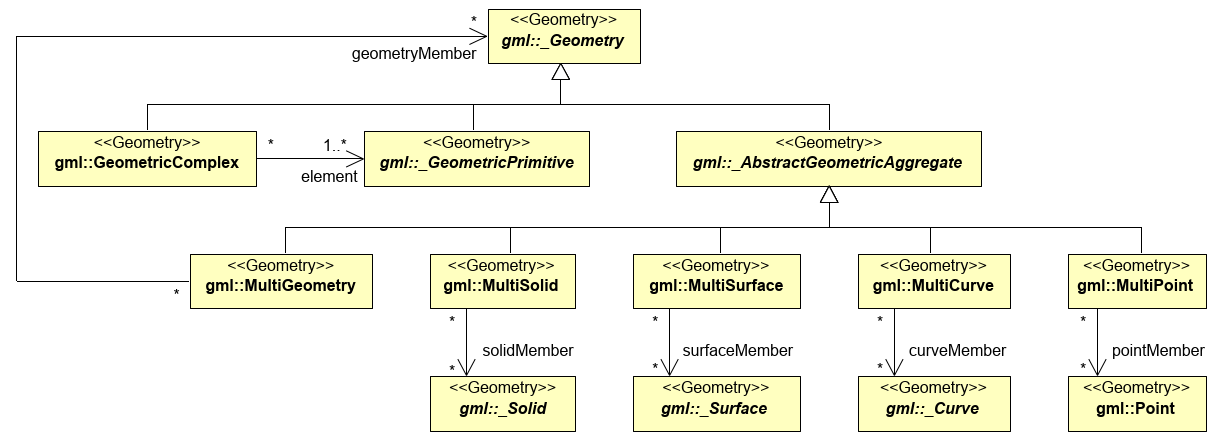 <<Geometry>>
gml::_Geometry
*
geometryMember
<<Geometry>>
gml::GeometricComplex
*
1..*
element
<<Geometry>>
gml::_GeometricPrimitive
<<Geometry>>
gml::_AbstractGeometricAggregate
<<Geometry>>
gml::MultiGeometry
*
<<Geometry>>
gml::MultiSolid
<<Geometry>>
gml::MultiSurface
<<Geometry>>
gml::MultiCurve
<<Geometry>>
gml::MultiPoint
*
solidMember
*
*
surfaceMember
*
*
curveMember
*
*
pointMember
*
<<Geometry>>
gml::_Solid
<<Geometry>>
gml::_Surface
<<Geometry>>
gml::_Curve
<<Geometry>>
gml::Point